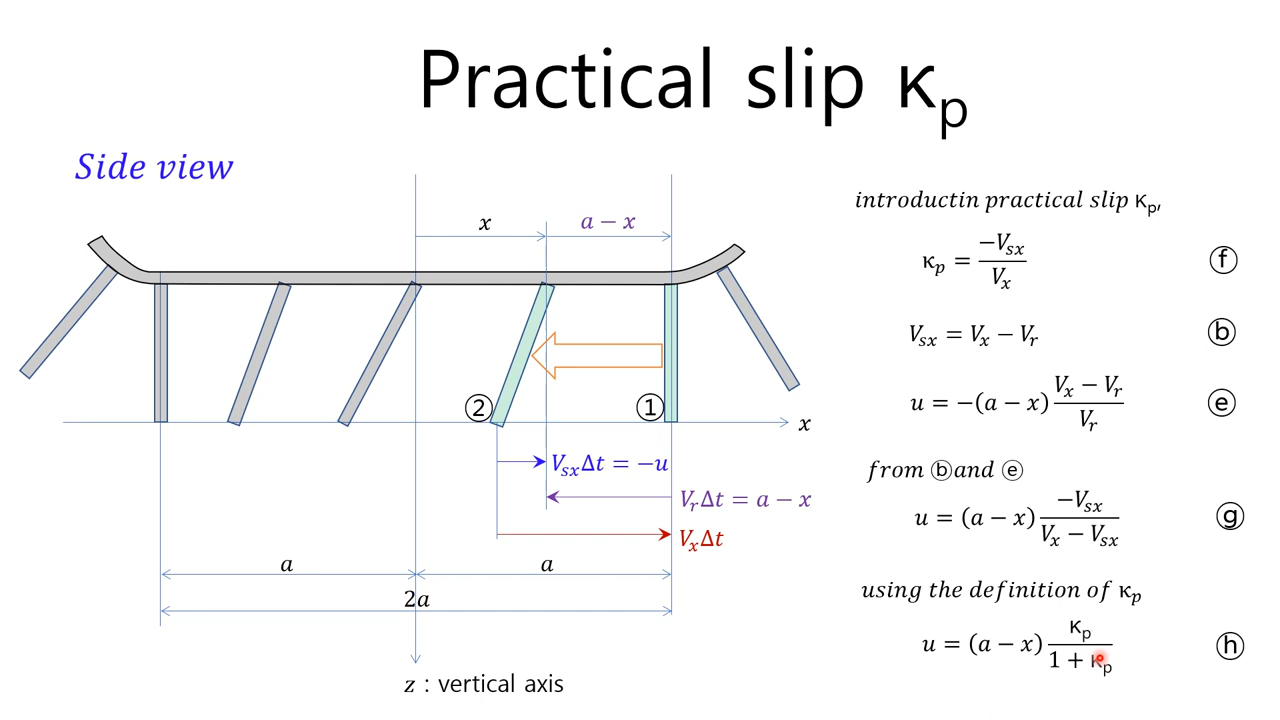 Practical slip κₚ
Side view
x
a − x
② ①
x
VₛₓΔt = −u
VᵣΔt = a − x
VₓΔt
a
a
2a
z : vertical axis
introductin practical slip κₚ,
κₚ = −Vₛₓ / Vₓ ⓕ
Vₛₓ = Vₓ − Vᵣ ⓑ
u = −(a − x) (Vₓ − Vᵣ) / Vᵣ ⓔ
from ⓑand ⓔ
u = (a − x) −Vₛₓ / (Vₓ − Vₛₓ) ⓖ
using the definition of κₚ
u = (a − x) κₚ / (1 + κₚ) ⓗ